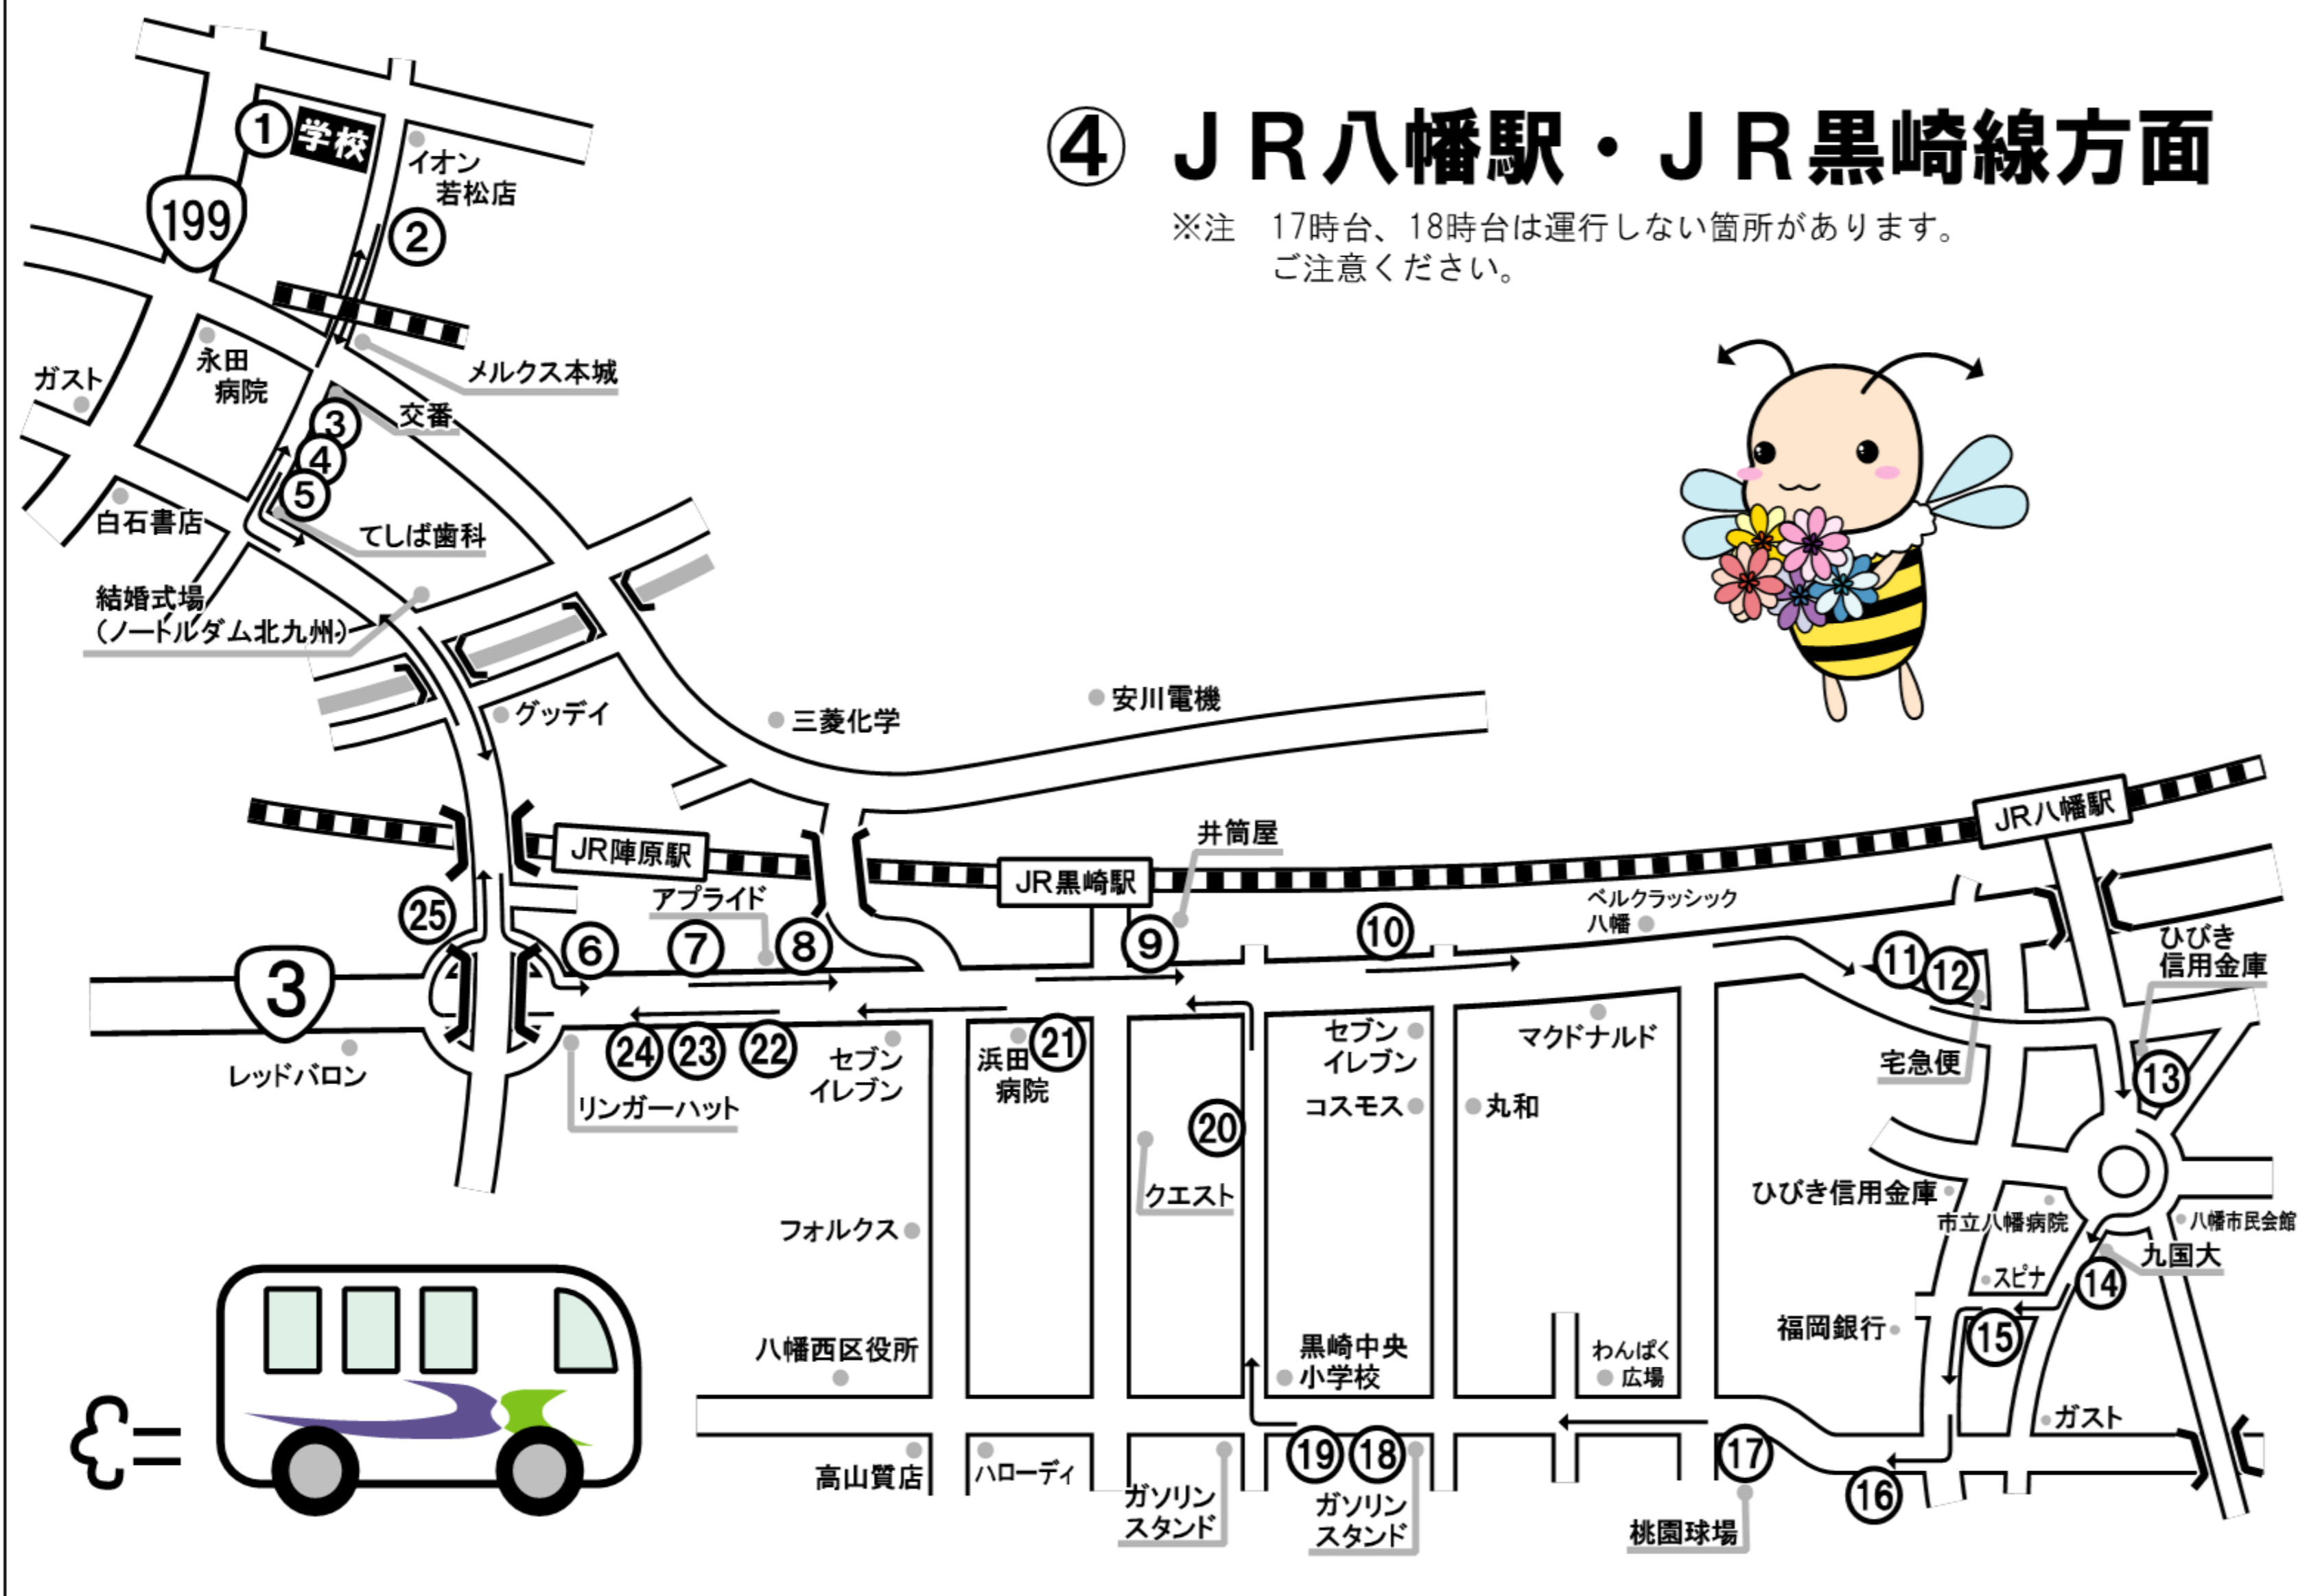 ④ ＪＲ八幡駅・ＪＲ黒崎線方面
※注　17時台、18時台は運行しない箇所があります。
ご注意ください。
①
学校
イオン
若松店
199
②
メルクス本城
永田
病院
ガスト
交番
③
④
⑤
白石書店
てしば歯科
結婚式場
（ノートルダム北九州）
グッデイ
三菱化学
安川電機
JR陣原駅
JR黒崎駅
JR八幡駅
井筒屋
アプライド
ベルクラッシック
八幡
㉕
⑥
⑦
⑧
⑨
⑩
⑪
⑫
ひびき
信用金庫
3
レッドバロン
リンガーハット
㉔
㉓
㉒
セブン
イレブン
浜田
病院
㉑
セブン
イレブン
マクドナルド
宅急便
⑬
コスモス
丸和
⑳
クエスト
フォルクス
ひびき信用金庫
市立八幡病院
八幡市民会館
九国大
スピナ
⑭
福岡銀行
⑮
八幡西区役所
黒崎中央
小学校
わんぱく
広場
ガスト
高山質店
ハローディ
ガソリン
スタンド
⑲
⑱
ガソリン
スタンド
⑰
桃園球場
⑯